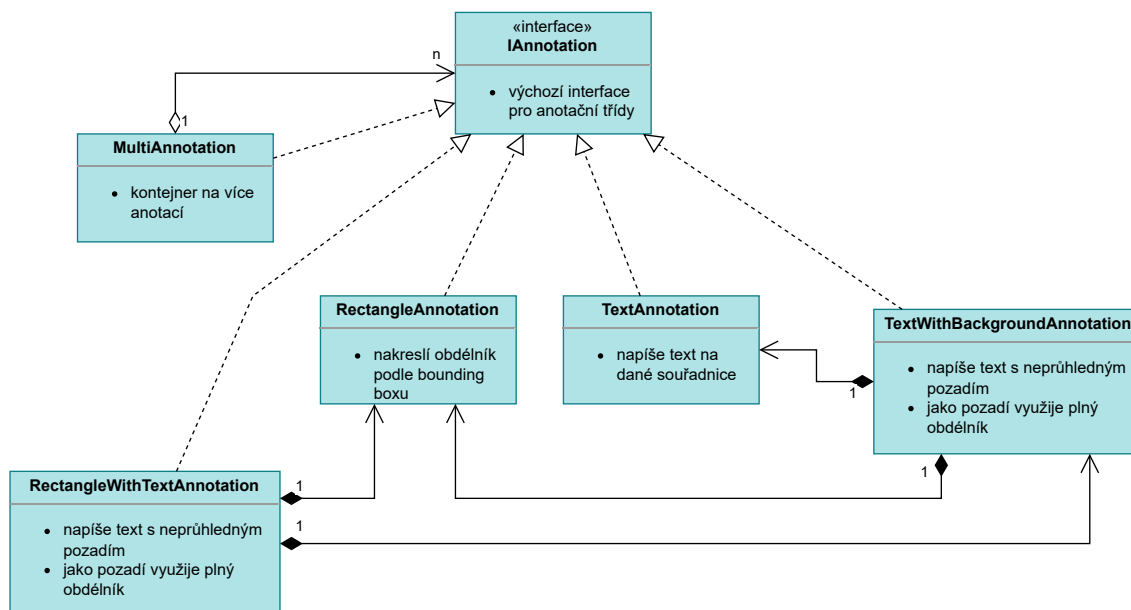 «interface»
IAnnotation
• výchozí interface
pro anotační třídy
n
1
MultiAnnotation
• kontejner na více
anotací
RectangleAnnotation
• nakreslí obdélník
podle bounding
boxu
TextAnnotation
• napíše text na
dané souřadnice
TextWithBackgroundAnnotation
• napíše text s neprůhledným
pozadím
• jako pozadí využije plný
obdélník
1
1
RectangleWithTextAnnotation
• napíše text s neprůhledným
pozadím
• jako pozadí využije plný
obdélník
1
1